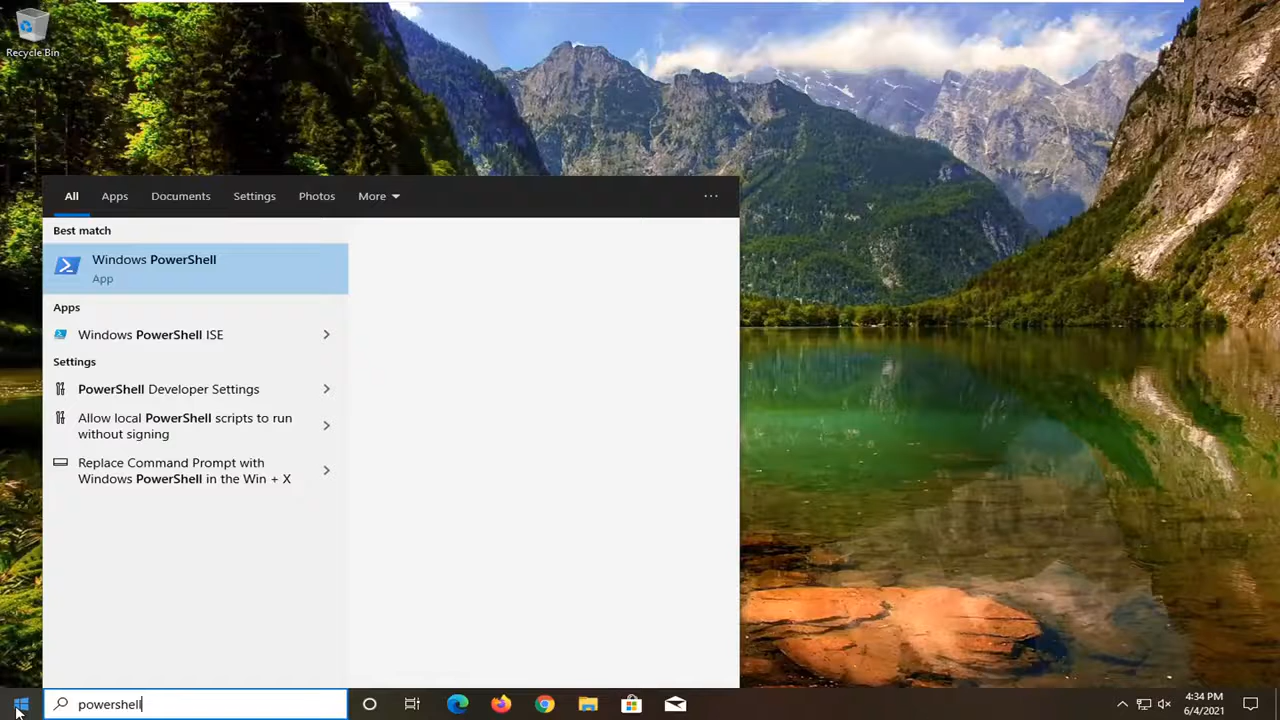 Recycle Bin
All Apps Documents Settings Photos More ...
Best match
Windows PowerShell
App
Apps
Windows PowerShell ISE
Settings
PowerShell Developer Settings
Allow local PowerShell scripts to run
without signing
Replace Command Prompt with
Windows PowerShell in the Win + X
powershell
4:34 PM
6/4/2021